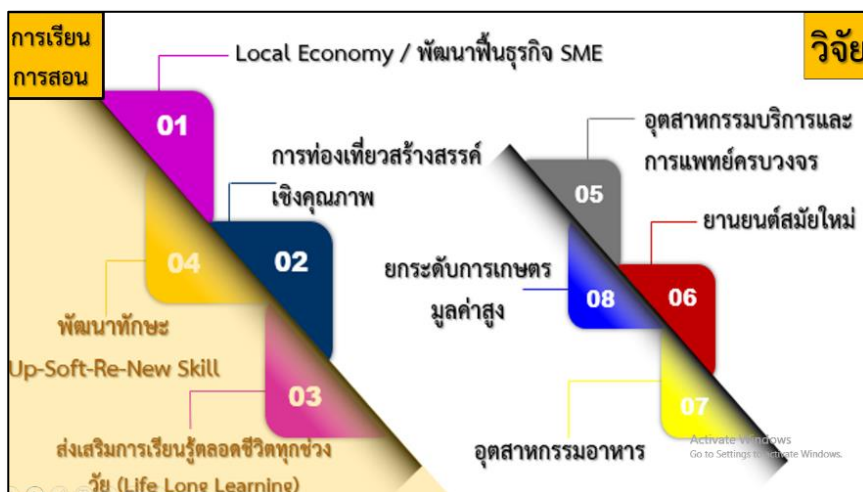 การเรียน
การสอน
วิจัย
Local Economy / พัฒนาฟื้นธุรกิจ SME
01
การท่องเที่ยวสร้างสรรค์
เชิงคุณภาพ
02
04
พัฒนาทักษะ
Up-Soft-Re-New Skill
03
ส่งเสริมการเรียนรู้ตลอดชีวิตทุกช่วง
วัย (Life Long Learning)
อุตสาหกรรมบริการและ
การแพทย์ครบวงจร
05
ยานยนต์สมัยใหม่
06
ยกระดับการเกษตร
มูลค่าสูง
08
07
อุตสาหกรรมอาหาร
Activate Windows
Go to Settings to activate Windows.